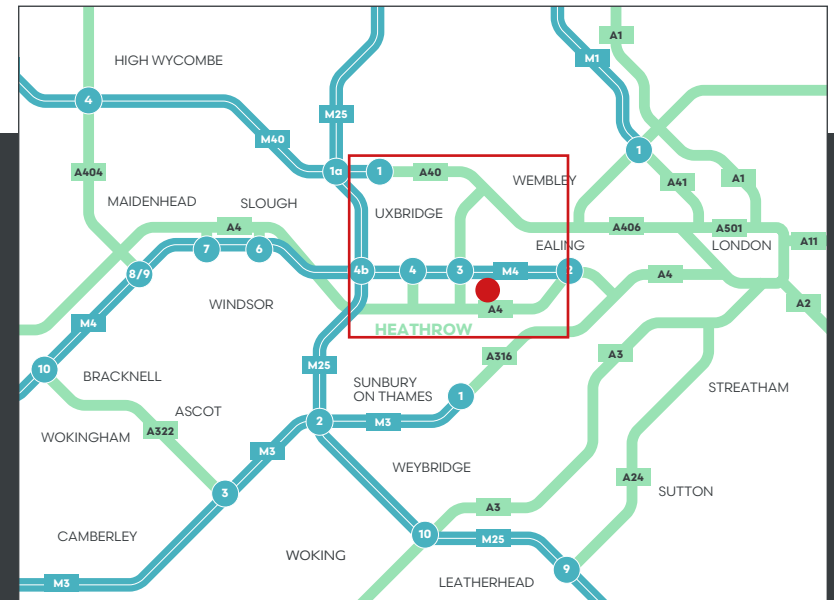 A1
HIGH WYCOMBE
M1
4
M25
M40
1
1a
1
A40
A404
WEMBLEY
A41
A1
MAIDENHEAD
SLOUGH
UXBRIDGE
A4
A406
A501
A11
7
6
EALING
LONDON
8/9
4b
4
3
M4
2
A4
WINDSOR
A4
A2
M4
HEATHROW
A316
A3
M25
10
BRACKNELL
SUNBURY
ON THAMES
1
STREATHAM
ASCOT
2
M3
A322
WOKINGHAM
M3
WEYBRIDGE
A24
SUTTON
3
A3
CAMBERLEY
10
M25
WOKING
9
M3
LEATHERHEAD